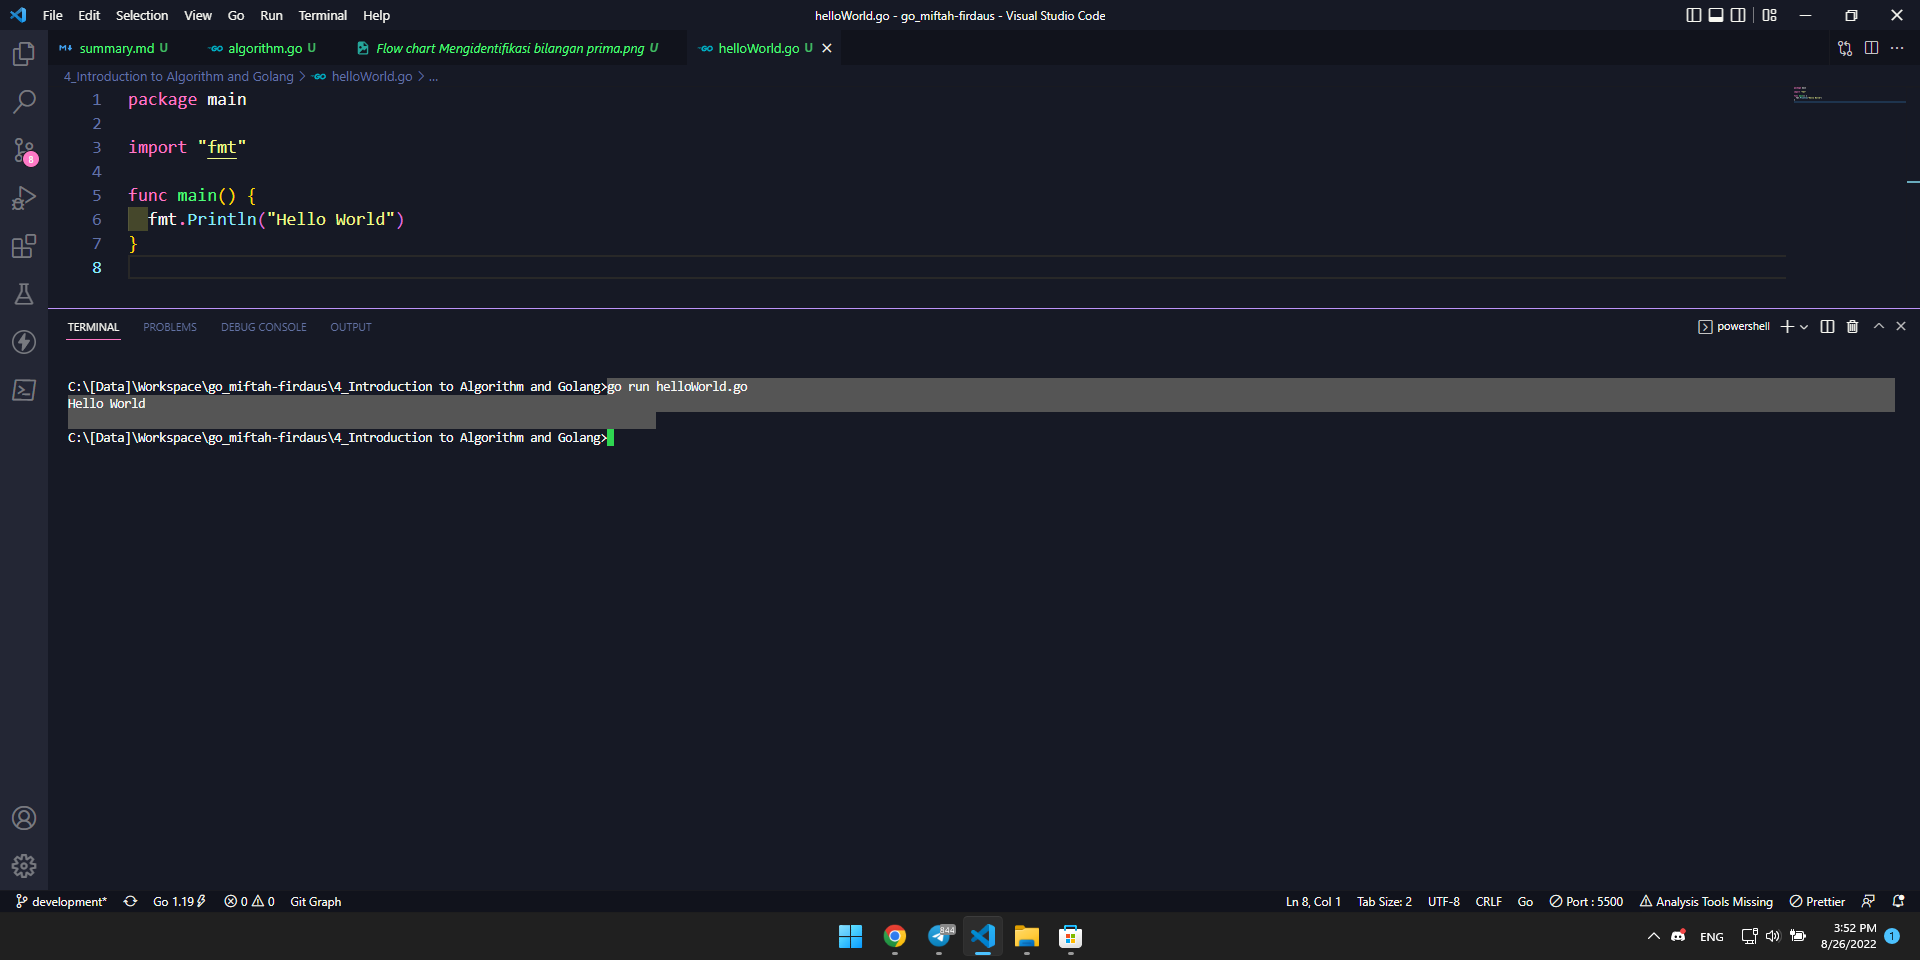 File Edit Selection View Go Run Terminal Help
helloWorld.go - go_miftah-firdaus - Visual Studio Code
summary.md U
algorithm.go U
Flow chart Mengidentifikasi bilangan prima.png U
helloWorld.go U
4_Introduction to Algorithm and Golang > helloWorld.go > ...
1 package main
2
3 import "fmt"
4
5 func main() {
6 fmt.Println("Hello World")
7 }
8
8
TERMINAL PROBLEMS DEBUG CONSOLE OUTPUT
powershell
C:\[Data]\Workspace\go_miftah-firdaus\4_Introduction to Algorithm and Golang>go run helloWorld.go
Hello World
C:\[Data]\Workspace\go_miftah-firdaus\4_Introduction to Algorithm and Golang>
development* Go 1.19 0 0 Git Graph
Ln 8, Col 1 Tab Size: 2 UTF-8 CRLF Go Port : 5500 Analysis Tools Missing Prettier
844
ENG
3:52 PM
8/26/2022
1